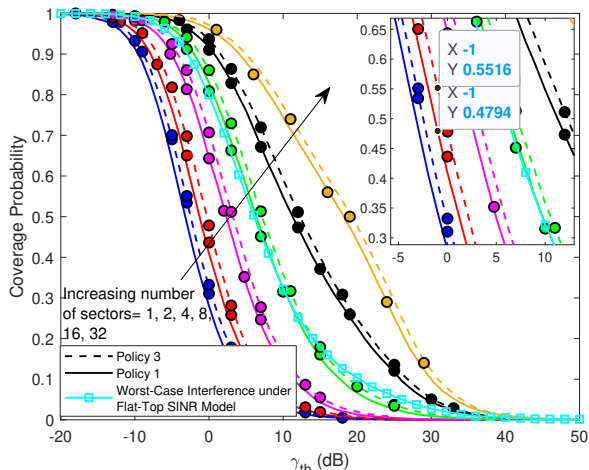 Coverage Probability
1
0.9
0.8
0.7
0.6
0.5
0.4
0.3
0.2
0.1
0
-20
-10
0
10
20
30
40
50
γth (dB)
Increasing number
of sectors= 1, 2, 4, 8,
16, 32
Policy 3
Policy 1
Worst-Case Interference under
Flat-Top SINR Model
0.65
0.6
0.55
0.5
0.45
0.4
0.35
0.3
-5
0
5
10
X -1
Y 0.5516
X -1
Y 0.4794